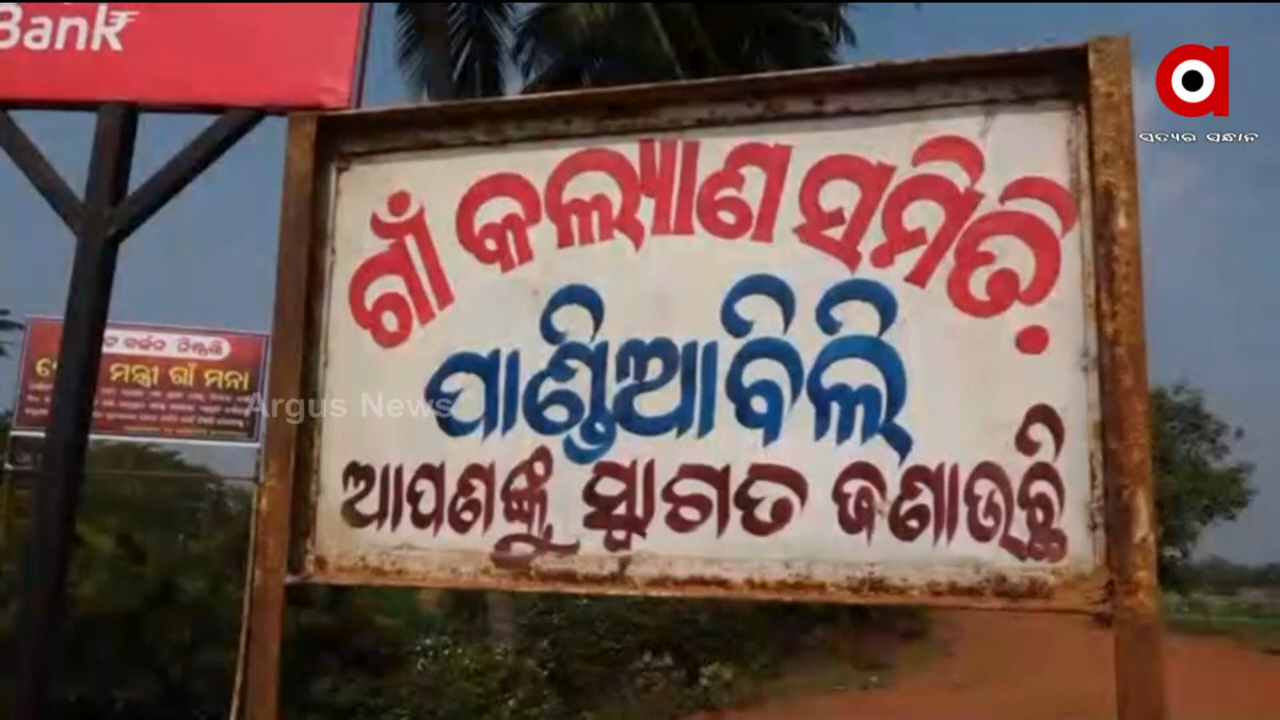 Bank
ସତ୍ୟର ସନ୍ଧାନ
ଗାଁ କଲ୍ୟାଣ ସମିତି
ପାଣ୍ଡିଆବିଲି
ଆପଣଙ୍କୁ ସ୍ୱାଗତ ଜଣାଉଛି
ମନ୍ତ୍ରୀ ଗାଁ ମନା
Argus News